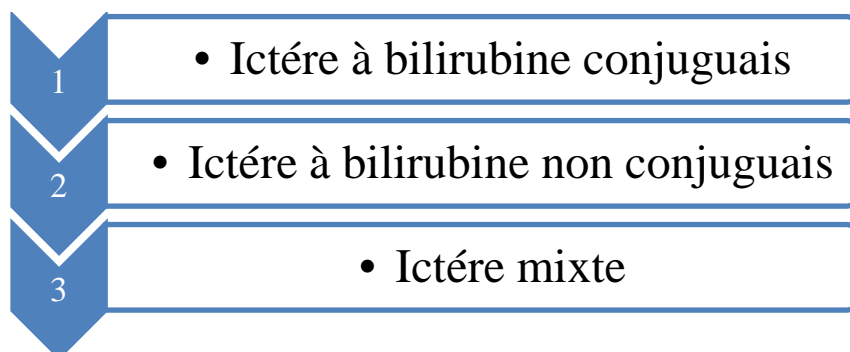 1 • Ictére à bilirubine conjuguais
2 • Ictére à bilirubine non conjuguais
3 • Ictére mixte